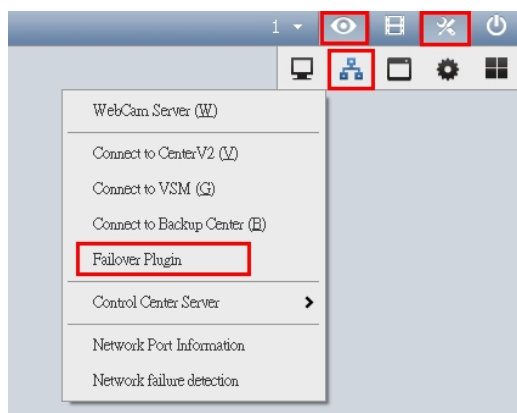 1
WebCam Server (W)
Connect to CenterV2 (V)
Connect to VSM (G)
Connect to Backup Center (B)
Failover Plugin
Control Center Server
Network Port Information
Network failure detection